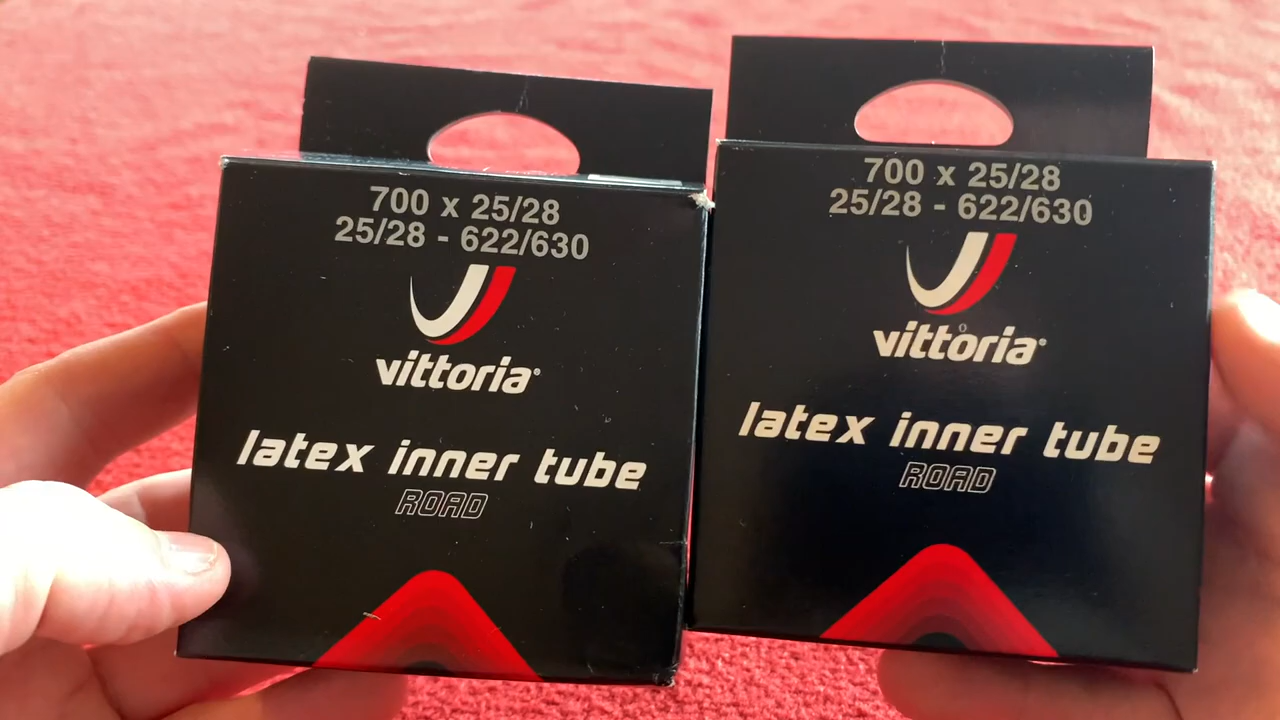 700 x 25/28
25/28 - 622/630
vittoria®
latex inner tube
ROAD
700 x 25/28
25/28 - 622/630
vittoria®
latex inner tube
ROAD